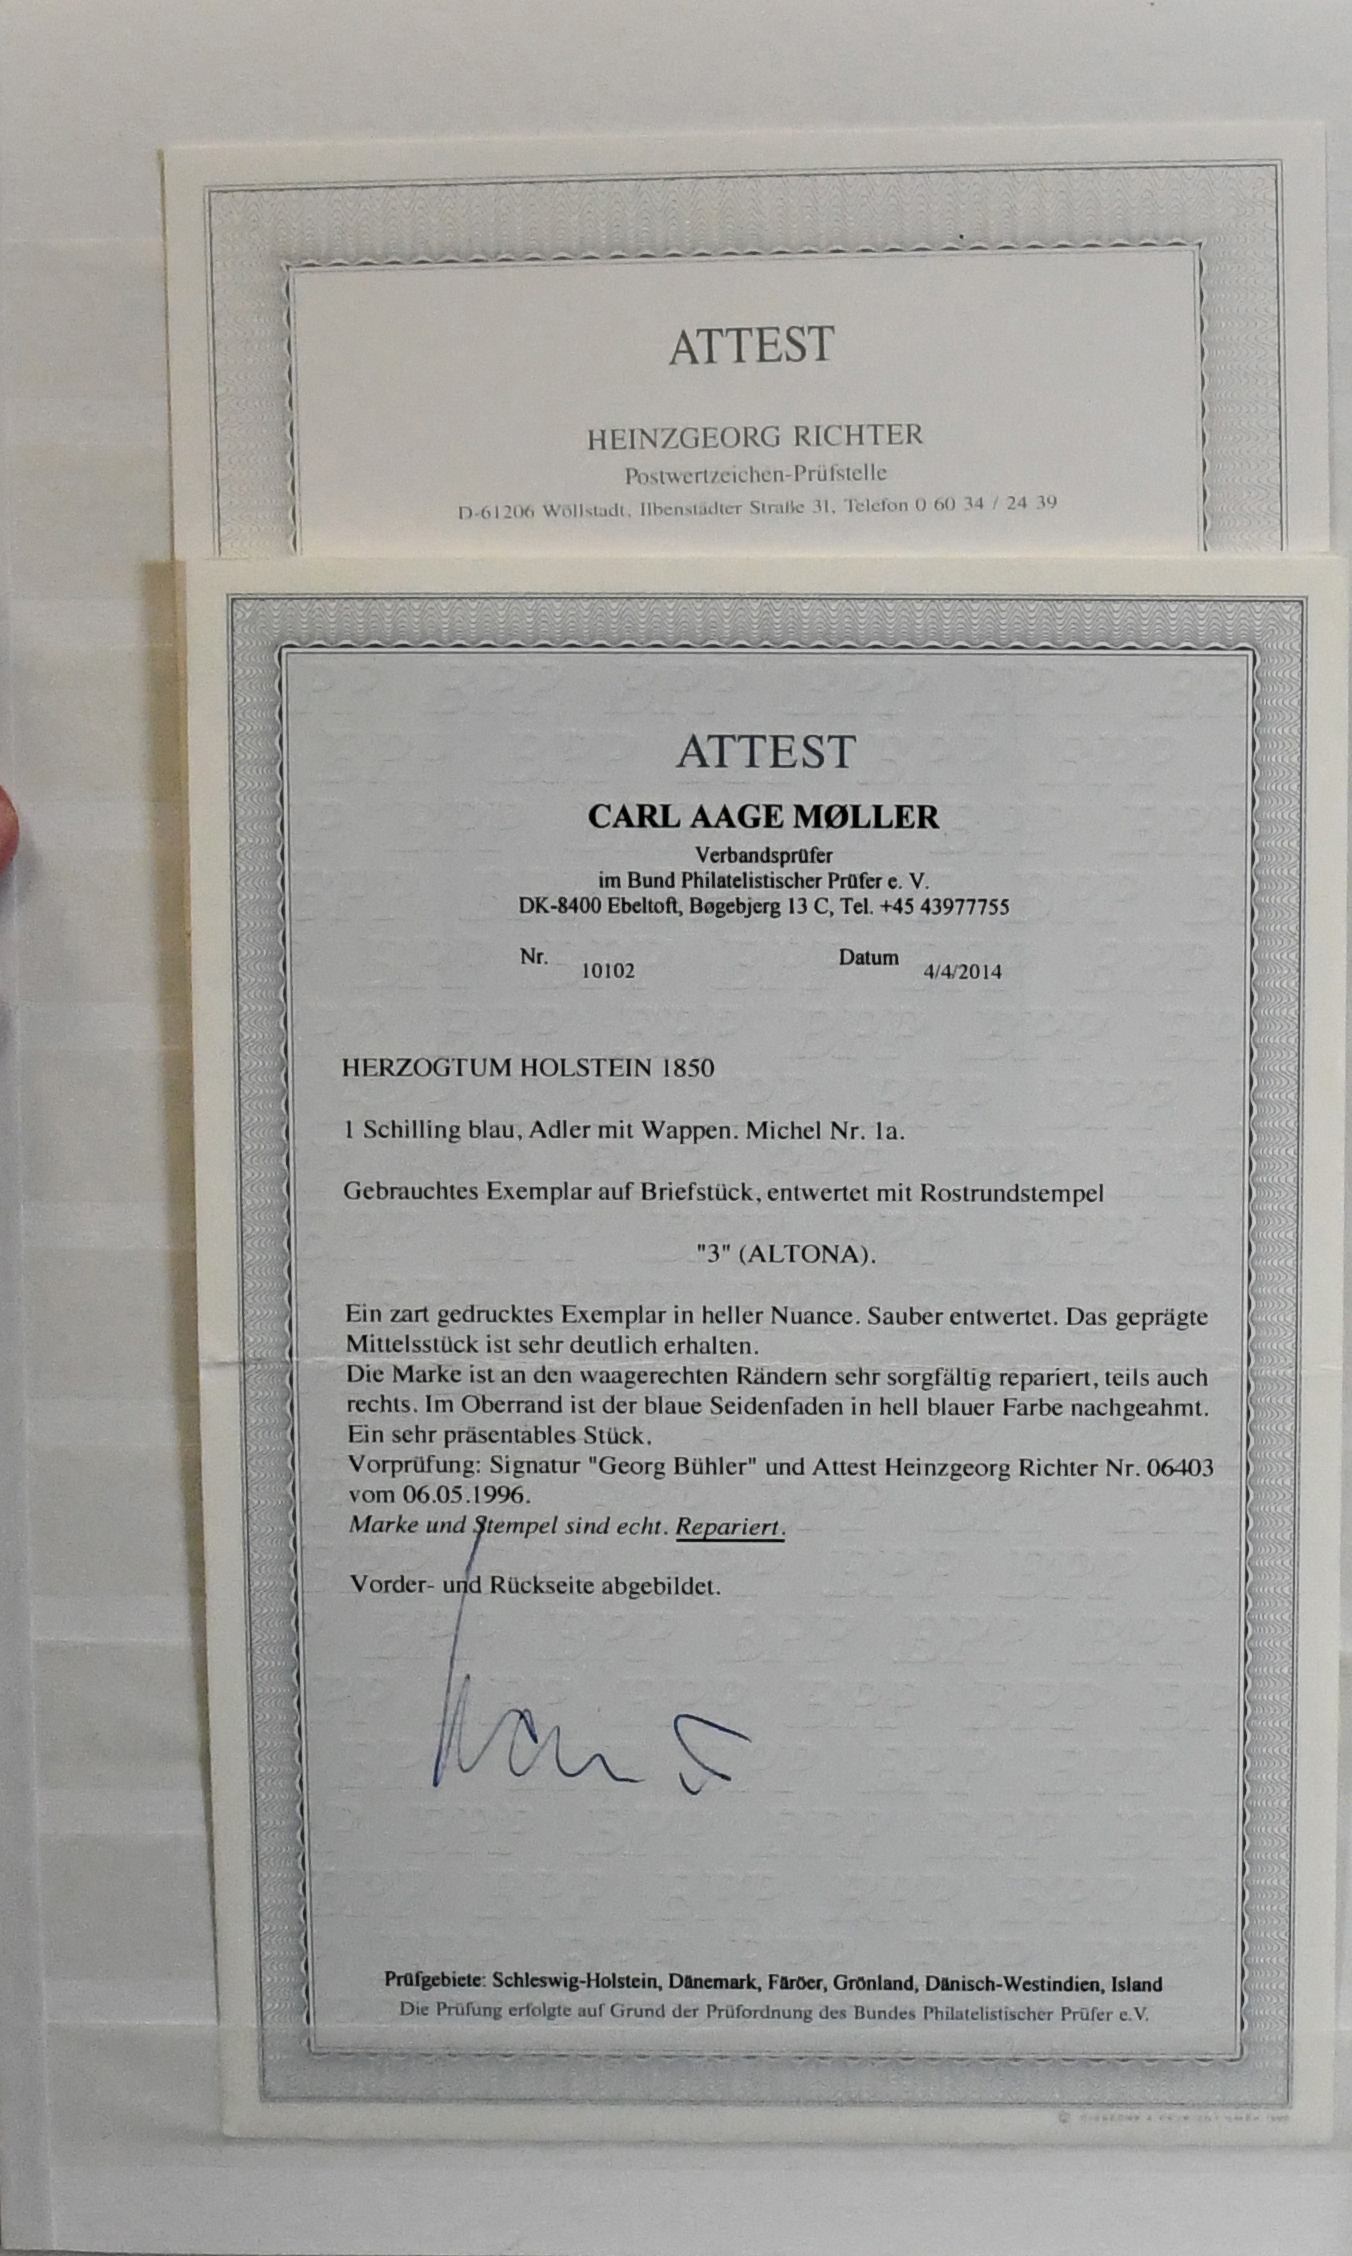 ATTEST
HEINZGEORG RICHTER
Postwertzeichen-Prüfstelle
D-61206 Wöllstadt, Ilbenstädter Straße 31, Telefon 0 60 34 / 24 39
ATTEST
CARL AAGE MØLLER
Verbandsprüfer
im Bund Philatelistischer Prüfer e. V.
DK-8400 Ebeltoft, Bøgebjerg 13 C, Tel. +45 43977755
Nr. 10102 Datum 4/4/2014
HERZOGTUM HOLSTEIN 1850
1 Schilling blau, Adler mit Wappen. Michel Nr. 1a.
Gebrauchtes Exemplar auf Briefstück, entwertet mit Rostrundstempel
"3" (ALTONA).
Ein zart gedrucktes Exemplar in heller Nuance. Sauber entwertet. Das geprägte
Mittelsstück ist sehr deutlich erhalten.
Die Marke ist an den waagerechten Rändern sehr sorgfältig repariert, teils auch
rechts. Im Oberrand ist der blaue Seidenfaden in hell blauer Farbe nachgeahmt.
Ein sehr präsentables Stück.
Vorprüfung: Signatur "Georg Bühler" und Attest Heinzgeorg Richter Nr. 06403
vom 06.05.1996.
Marke und Stempel sind echt. Repariert.
Vorder- und Rückseite abgebildet.
Prüfgebiete: Schleswig-Holstein, Dänemark, Färöer, Grönland, Dänisch-Westindien, Island
Die Prüfung erfolgte auf Grund der Prüfordnung des Bundes Philatelistischer Prüfer e.V.